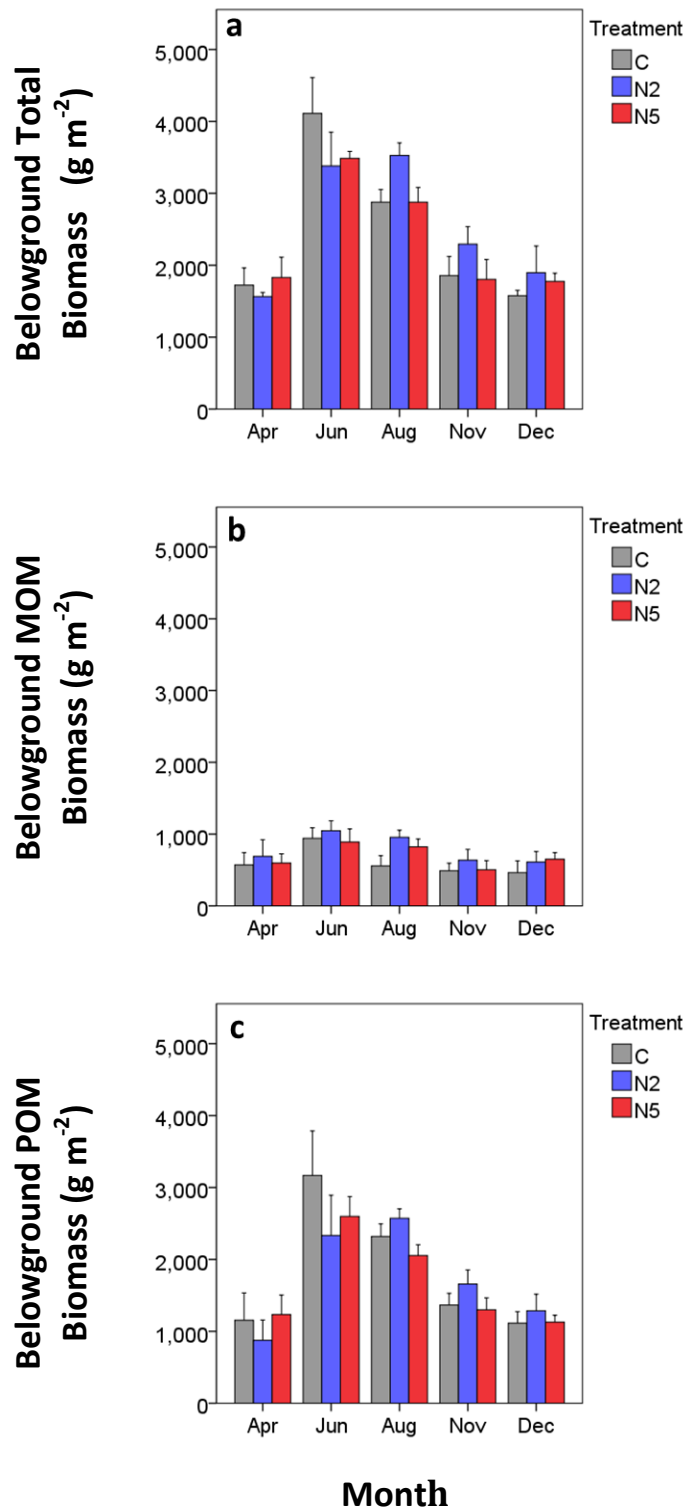 a
Treatment
C
N2
N5
Belowground Total
Biomass (g m-2)
5,000
4,000
3,000
2,000
1,000
0
Apr Jun Aug Nov Dec
b
Treatment
C
N2
N5
Belowground MOM
Biomass (g m-2)
5,000
4,000
3,000
2,000
1,000
0
Apr Jun Aug Nov Dec
c
Treatment
C
N2
N5
Belowground POM
Biomass (g m-2)
5,000
4,000
3,000
2,000
1,000
0
Apr Jun Aug Nov Dec
Month